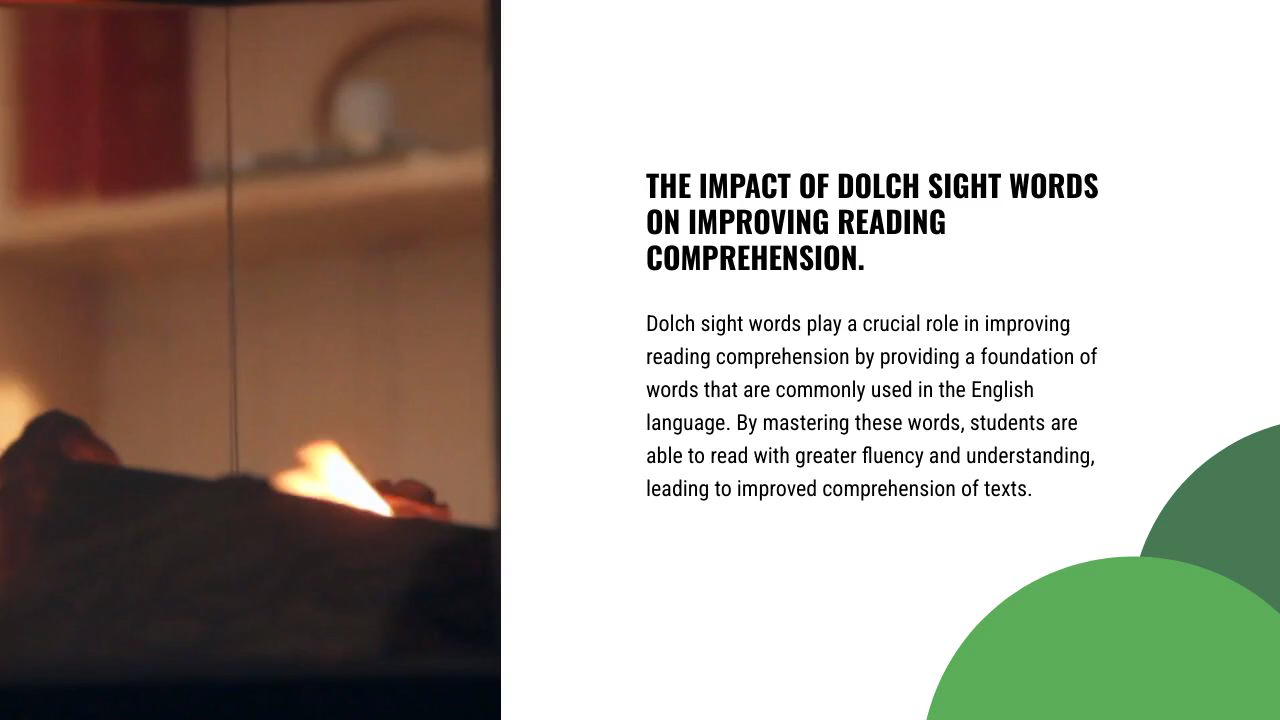 THE IMPACT OF DOLCH SIGHT WORDS
ON IMPROVING READING
COMPREHENSION.
Dolch sight words play a crucial role in improving
reading comprehension by providing a foundation of
words that are commonly used in the English
language. By mastering these words, students are
able to read with greater fluency and understanding,
leading to improved comprehension of texts.